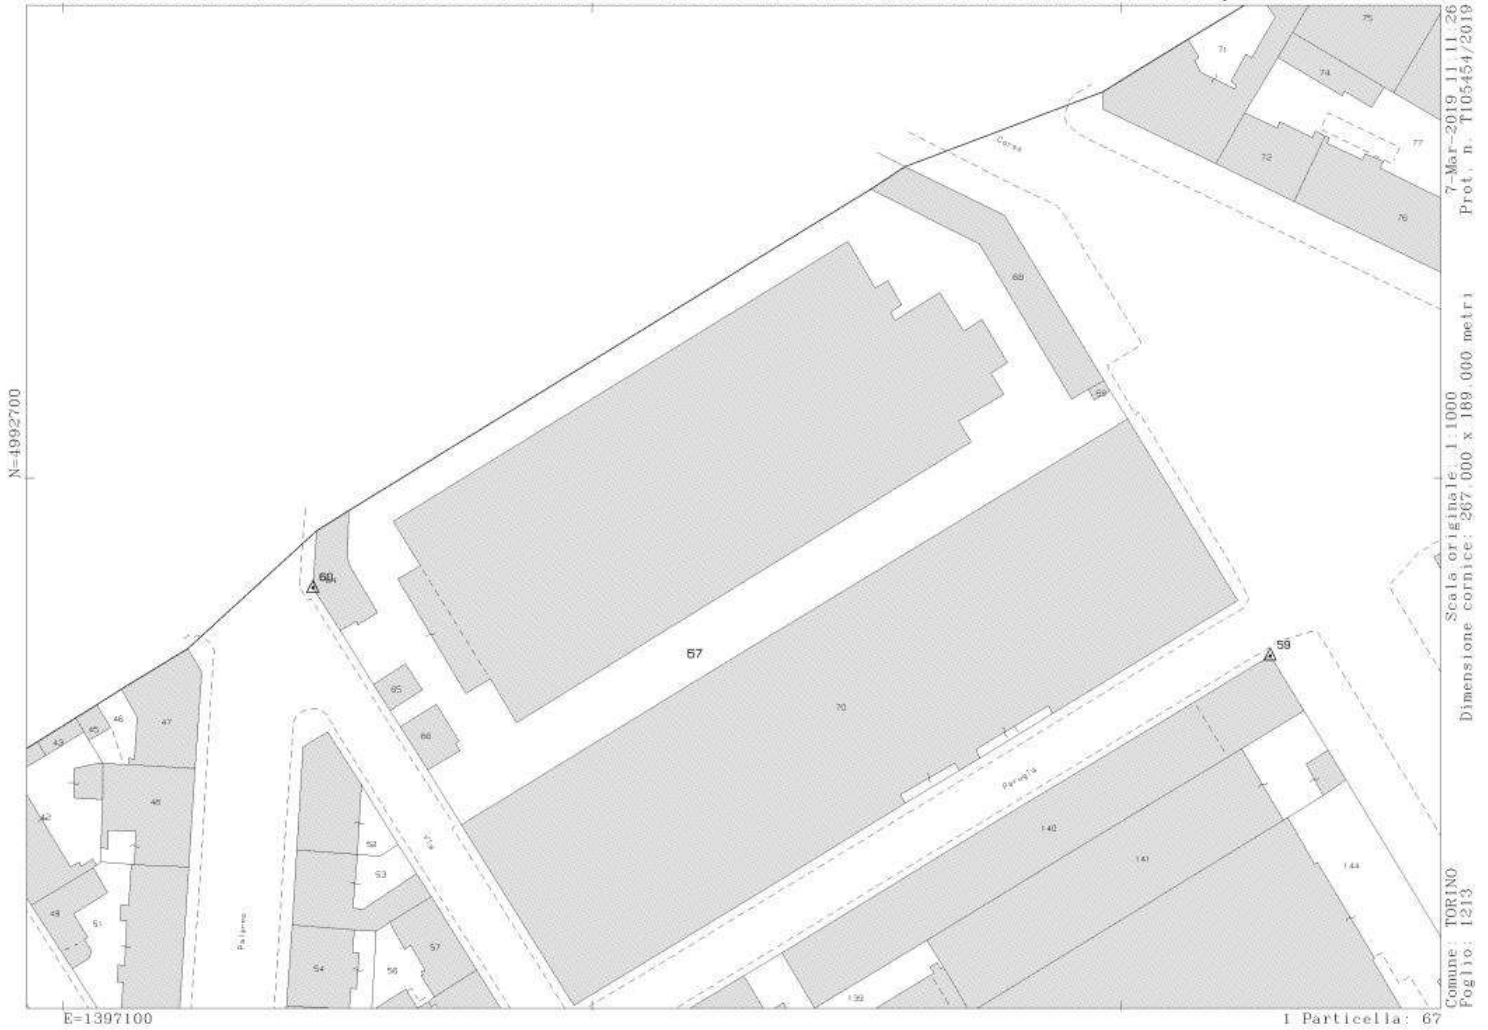 7-Mar-2019 11:11:26
Prot. n. T105454/2019
Scala originale: 1:1000
Dimensione cornice: 267.000 x 189.000 metri
Comune: TORINO
Foglio: 1213
N=4992700
E=1397100
1 Particella: 67
75
71
74
77
72
76
Corso
68
60
59
67
65
66
70
Perugia
47
46
45
43
42
48
51
52
53
54
56
57
Via
Palermo
140
141
144
139